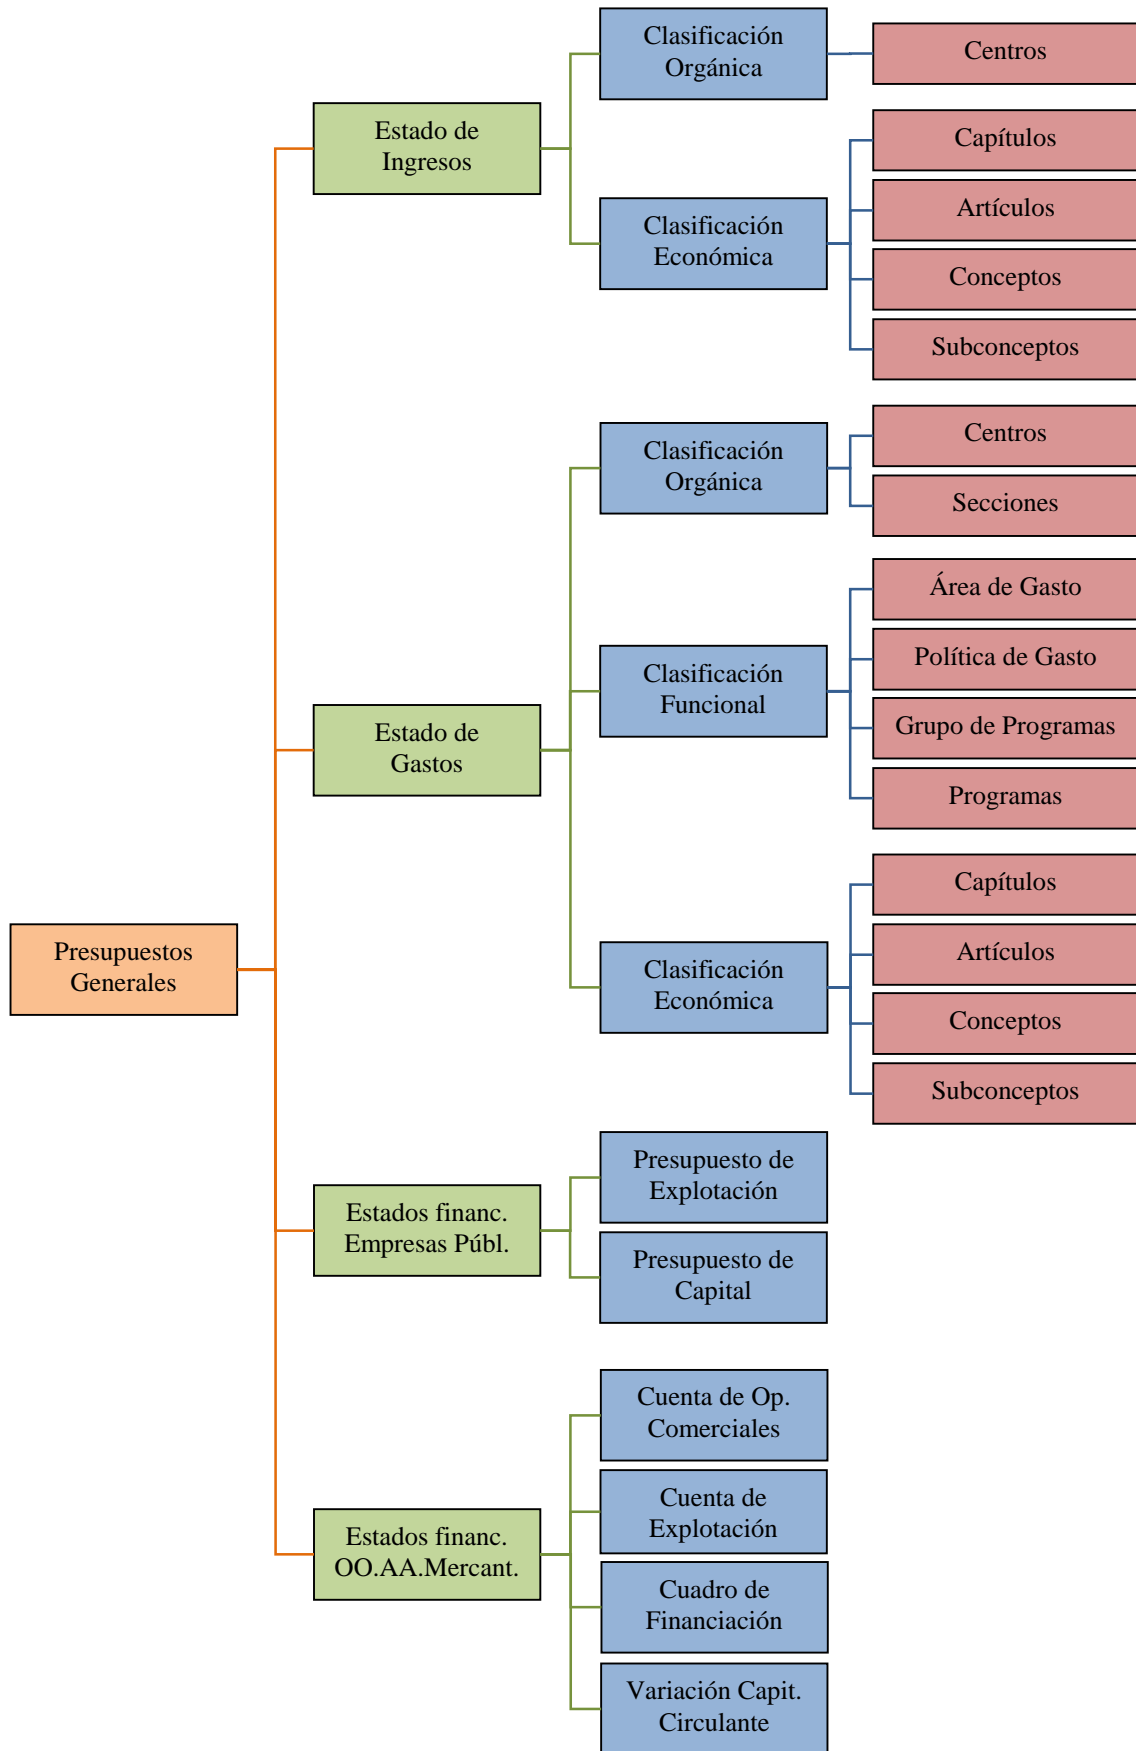 Presupuestos
Generales
Estado de
Ingresos
Clasificación
Orgánica
Centros
Clasificación
Económica
Capítulos
Artículos
Conceptos
Subconceptos
Estado de
Gastos
Clasificación
Orgánica
Centros
Secciones
Clasificación
Funcional
Área de Gasto
Política de Gasto
Grupo de Programas
Programas
Clasificación
Económica
Capítulos
Artículos
Conceptos
Subconceptos
Estados financ.
Empresas Públ.
Presupuesto de
Explotación
Presupuesto de
Capital
Estados financ.
OO.AA.Mercant.
Cuenta de Op.
Comerciales
Cuenta de
Explotación
Cuadro de
Financiación
Variación Capit.
Circulante